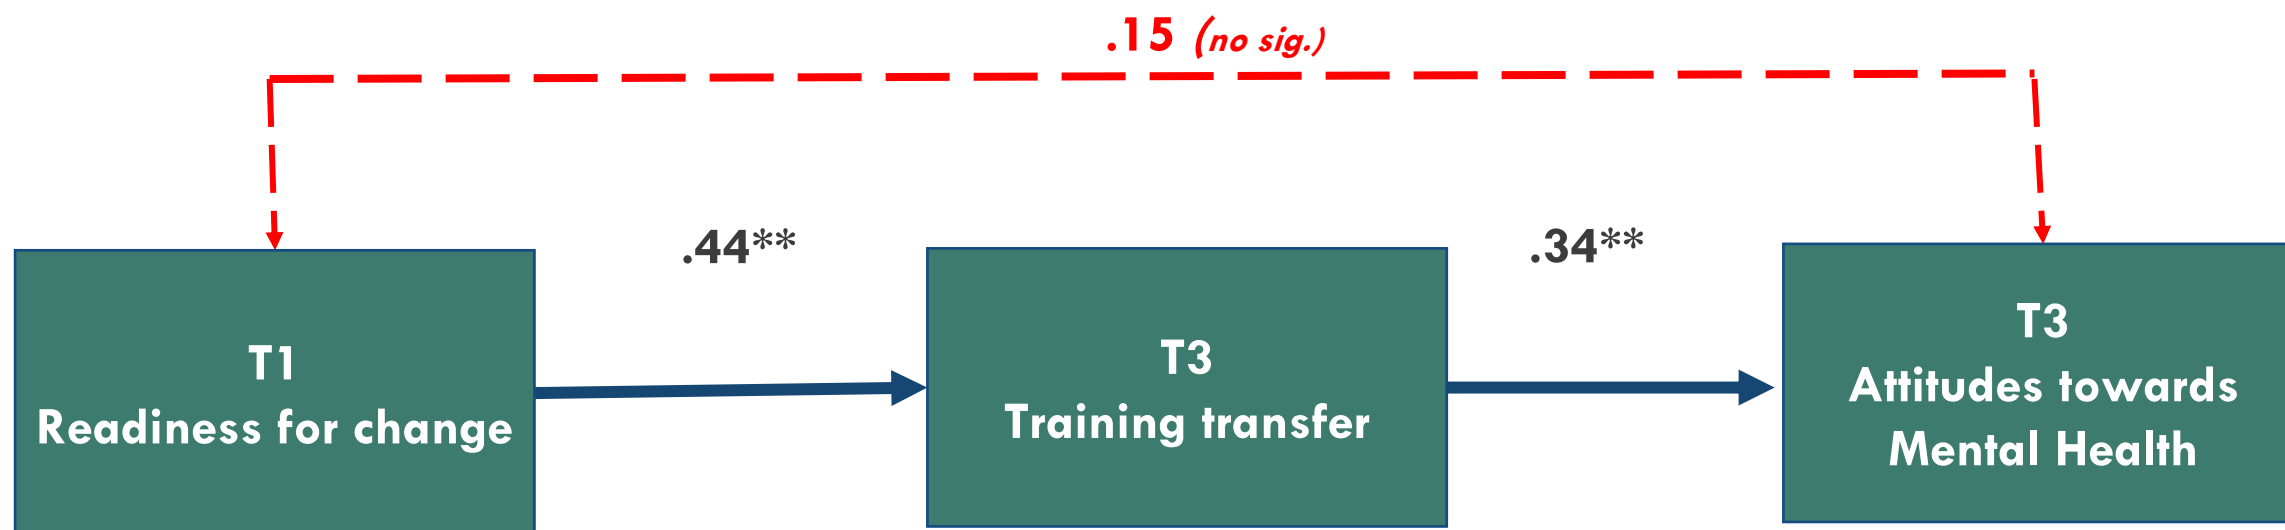 .15 (no sig.)
.44**
.34**
T1
Readiness for change
T3
Training transfer
T3
Attitudes towards
Mental Health